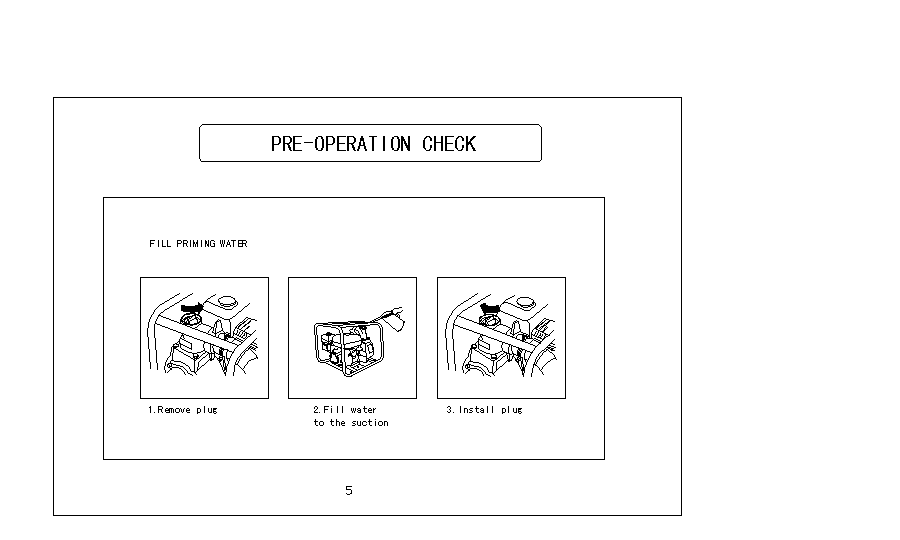 PRE-OPERATION CHECK
FILL PRIMING WATER
1.Remove plug
2.Fill water
to the suction
3.Install plug
5